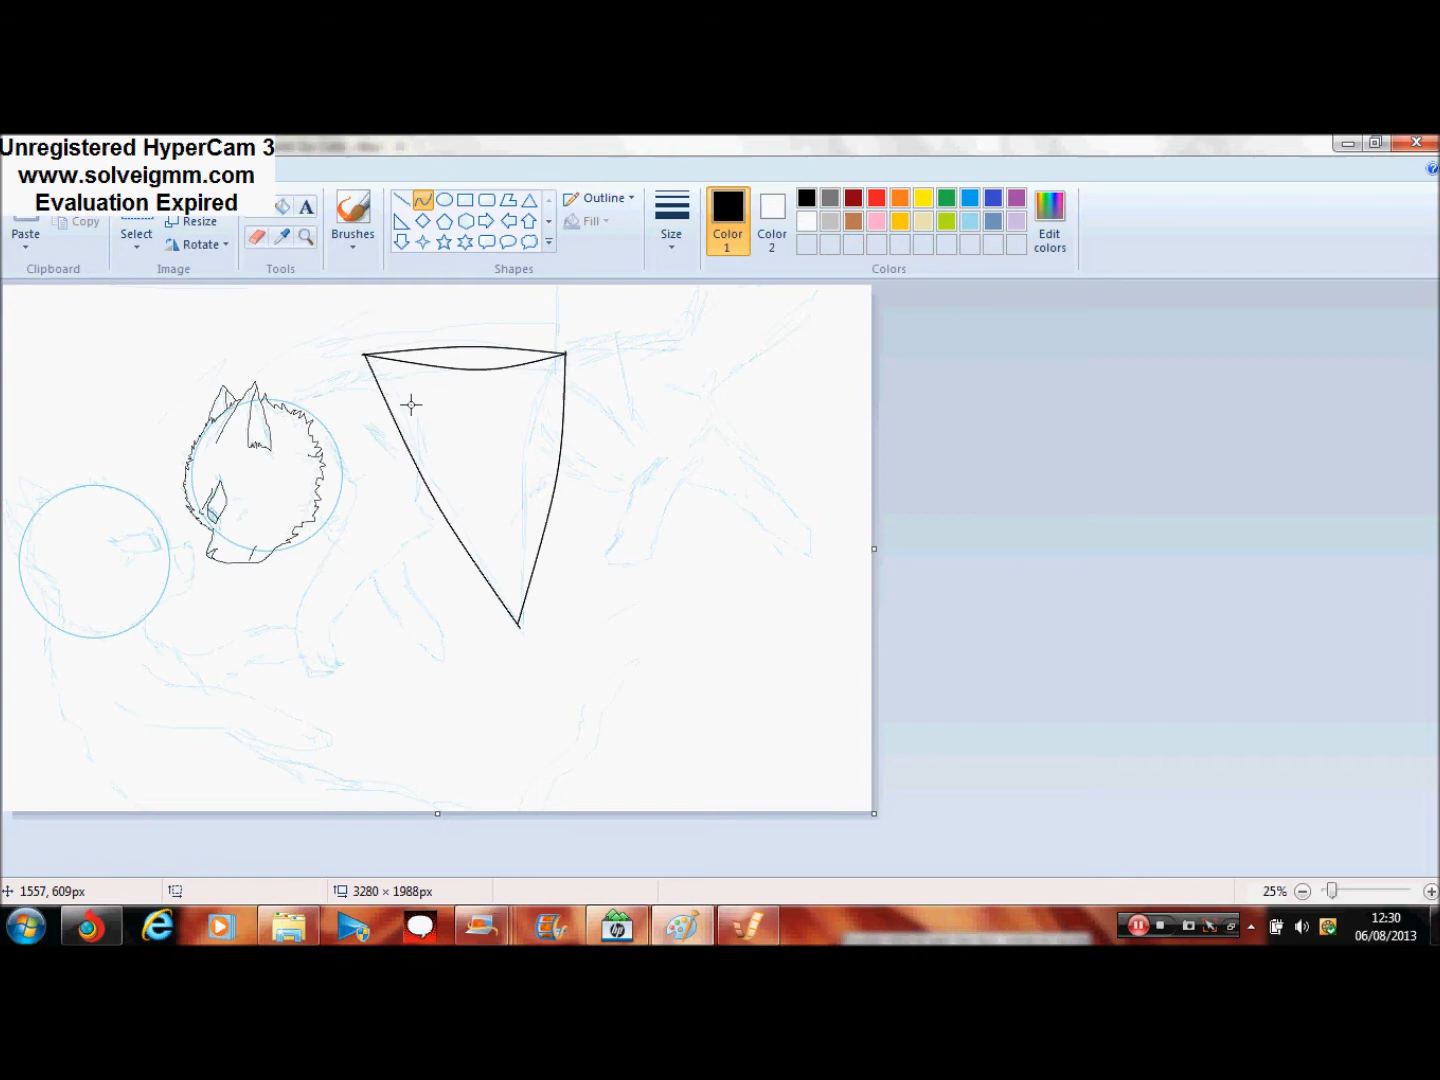 Unregistered HyperCam 3
www.solveigmm.com
Evaluation Expired
Copy
Resize
Outline
Paste
Select
Rotate
Brushes
Fill
Size
Color 1
Color 2
Edit colors
Clipboard
Image
Tools
Shapes
Colors
1557, 609px
3280 × 1988px
25%
12:30
06/08/2013